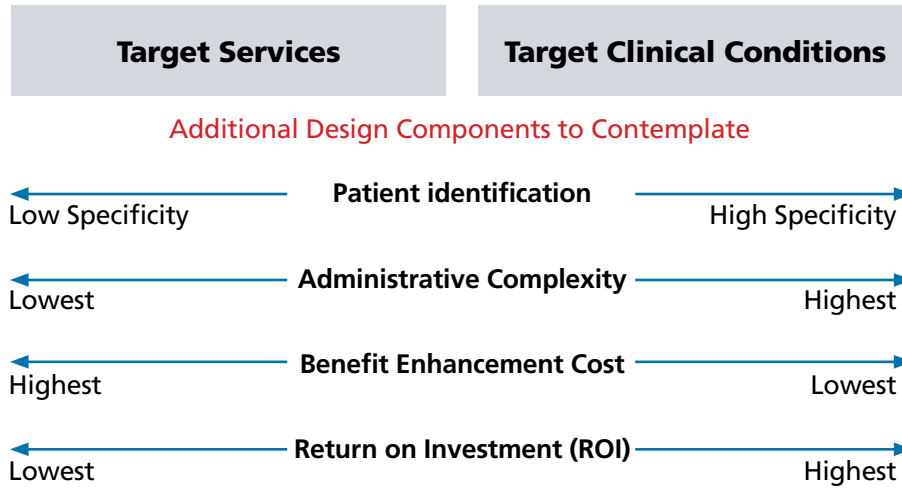 Target Services
Target Clinical Conditions
Additional Design Components to Contemplate
Patient identification
Low Specificity
High Specificity
Administrative Complexity
Lowest
Highest
Benefit Enhancement Cost
Highest
Lowest
Return on Investment (ROI)
Lowest
Highest